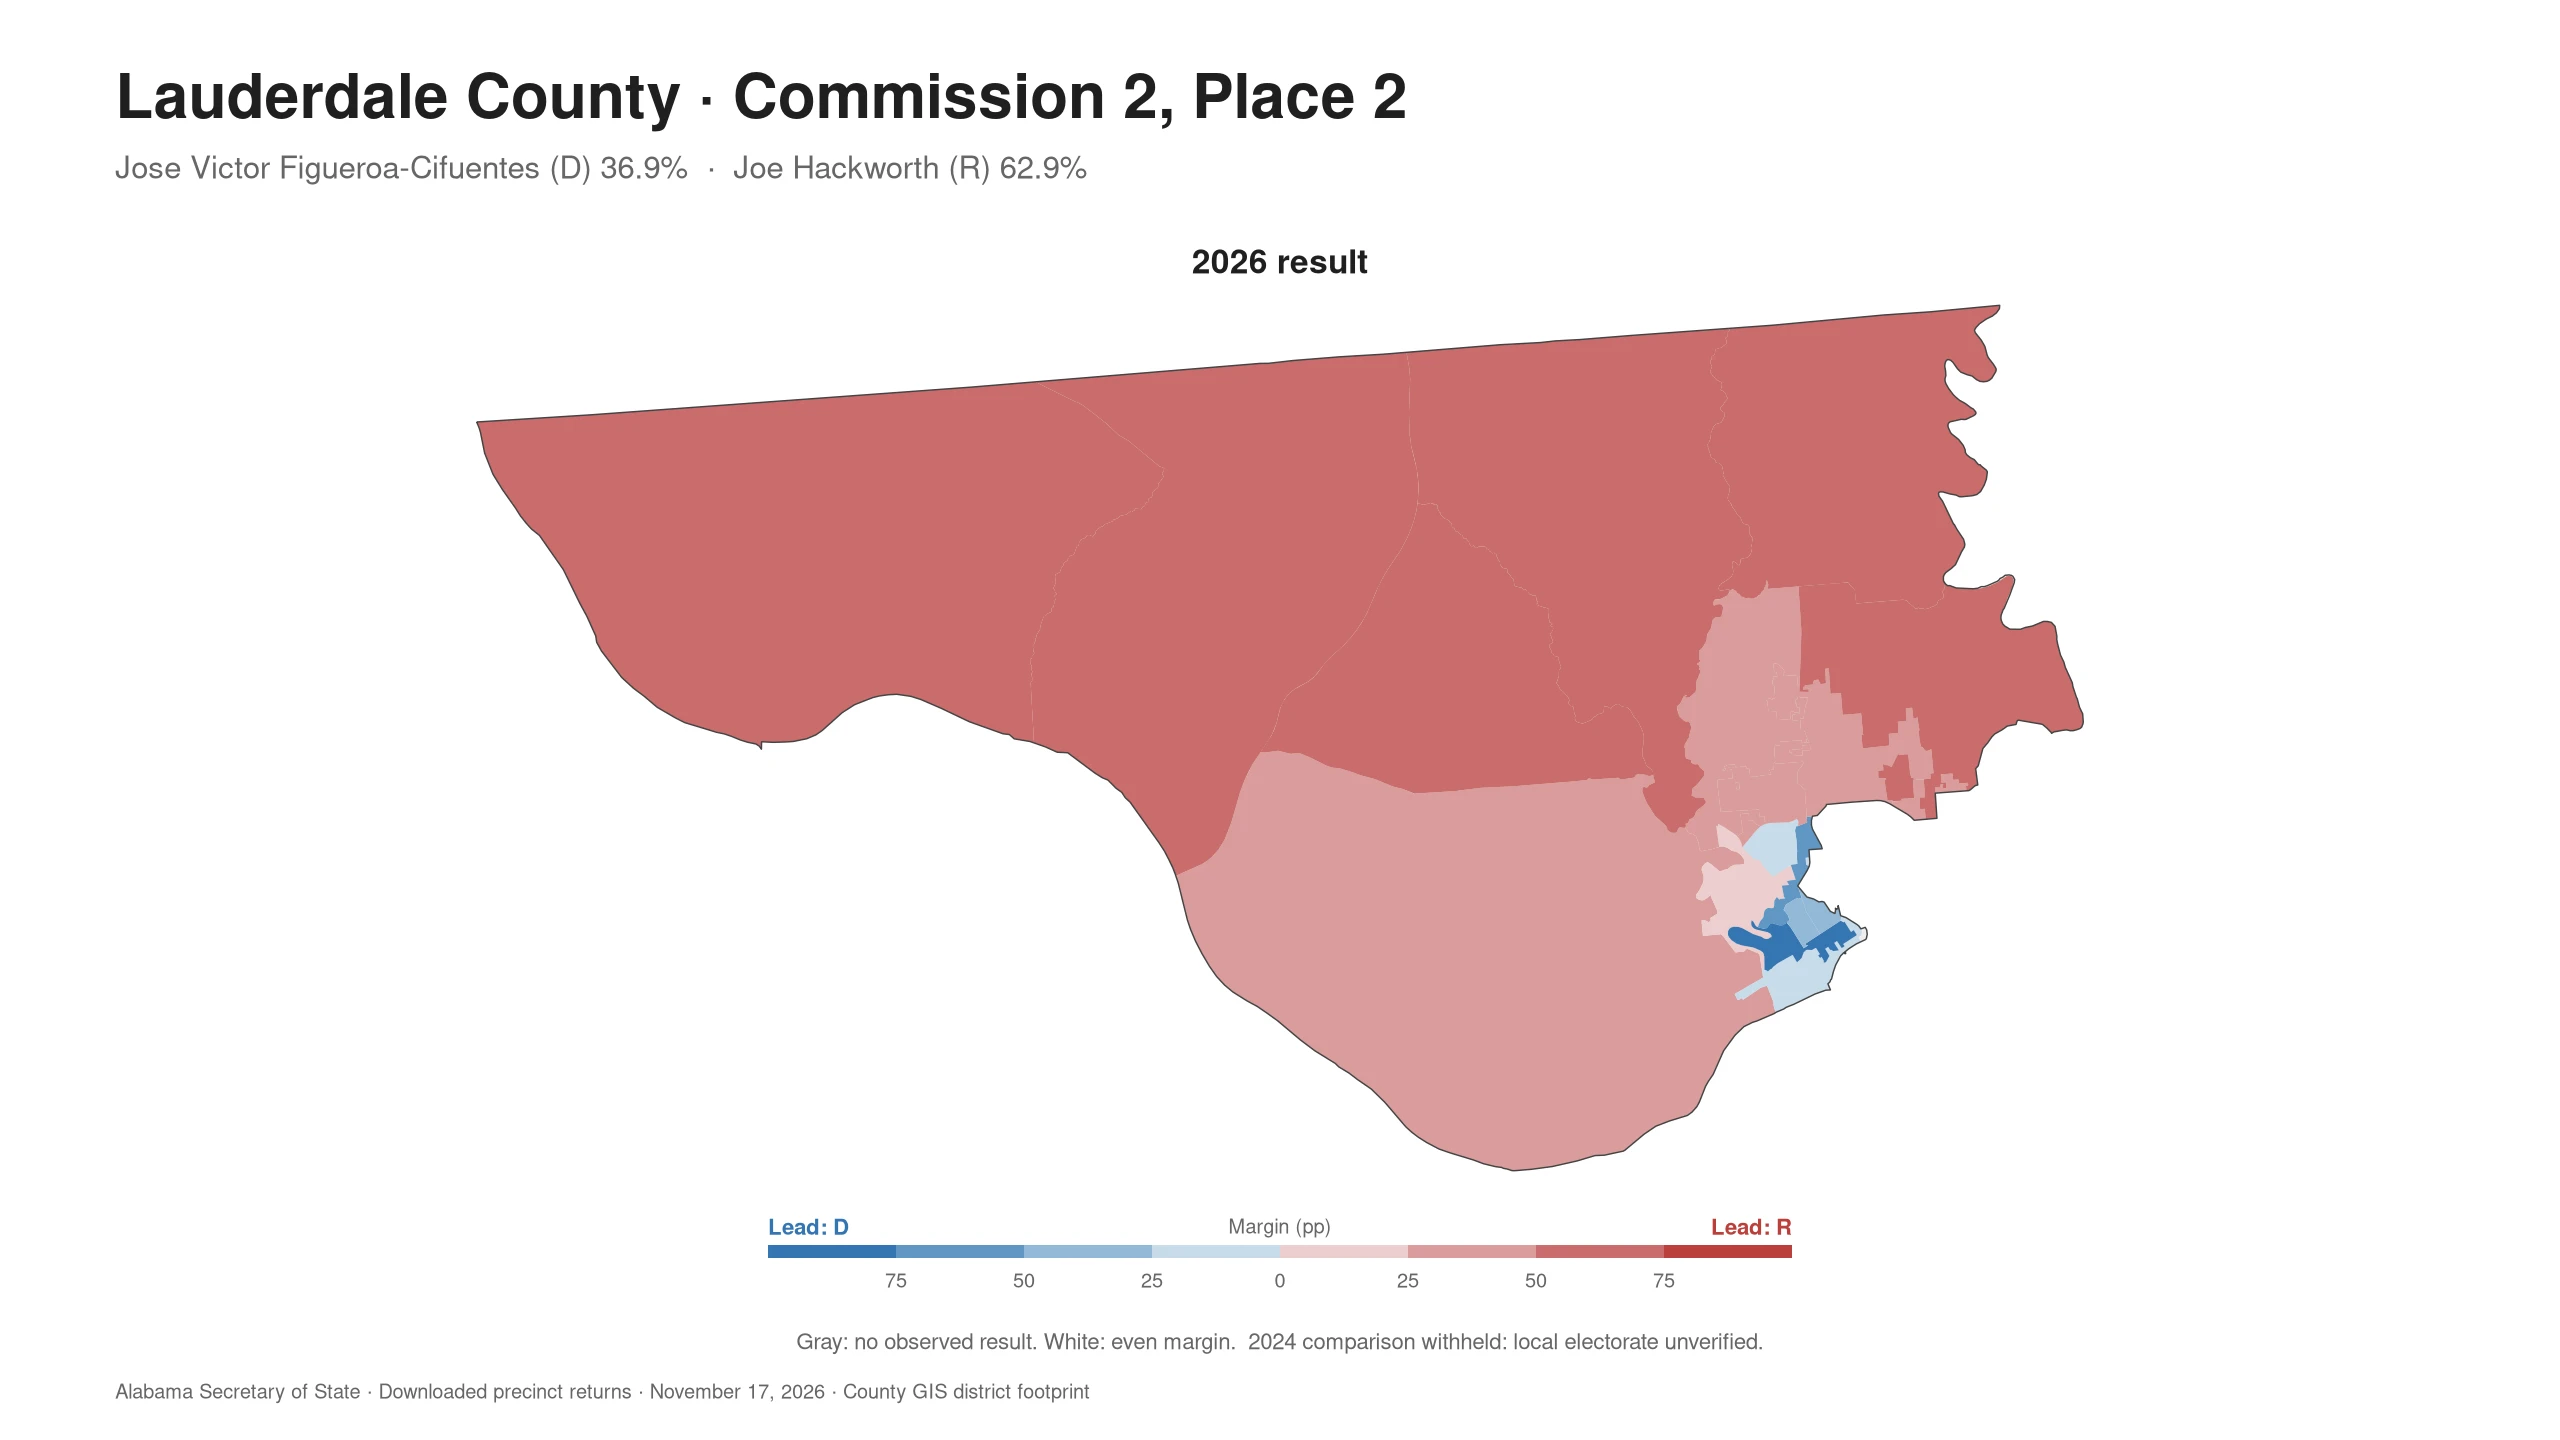 Lauderdale County · Commission 2, Place 2
Jose Victor Figueroa-Cifuentes (D) 36.9% · Joe Hackworth (R) 62.9%
2026 result
Lead: D Margin (pp) Lead: R
75 50 25 0 25 50 75
Gray: no observed result. White: even margin. 2024 comparison withheld: local electorate unverified.
Alabama Secretary of State · Downloaded precinct returns · November 17, 2026 · County GIS district footprint